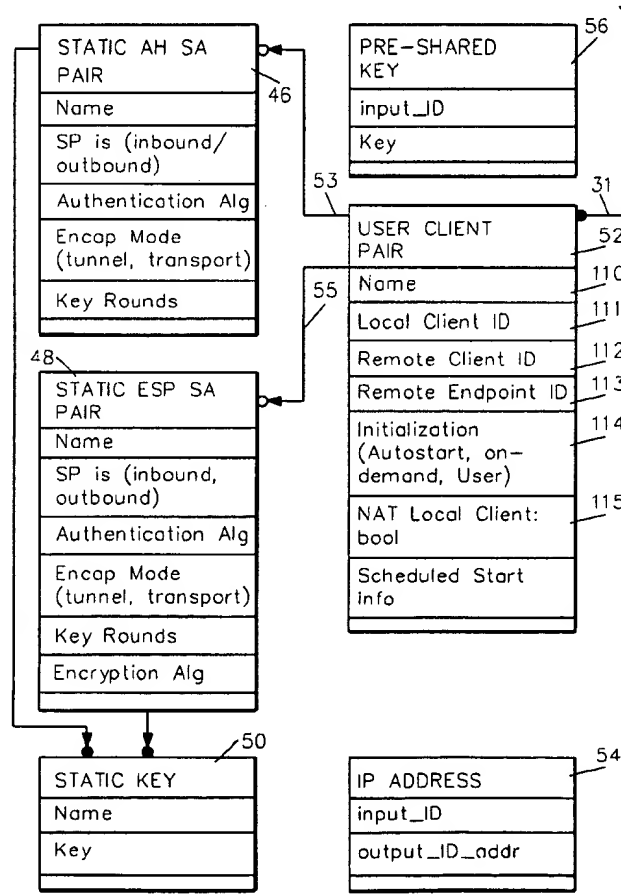 STATIC AH SA
PAIR
46
Name
SP is (inbound/
outbound)
Authentication Alg
Encap Mode
(tunnel, transport)
Key Rounds
48
STATIC ESP SA
PAIR
Name
SP is (inbound,
outbound)
Authentication Alg
Encap Mode
(tunnel, transport)
Key Rounds
Encryption Alg
50
STATIC KEY
Name
Key
53
55
56
PRE-SHARED
KEY
input_ID
Key
31
USER CLIENT
PAIR
52
Name
110
Local Client ID
111
Remote Client ID
112
Remote Endpoint ID
113
Initialization
(Autostart, on-
demand, User)
114
NAT Local Client:
bool
115
Scheduled Start
info
54
IP ADDRESS
input_ID
output_ID_addr